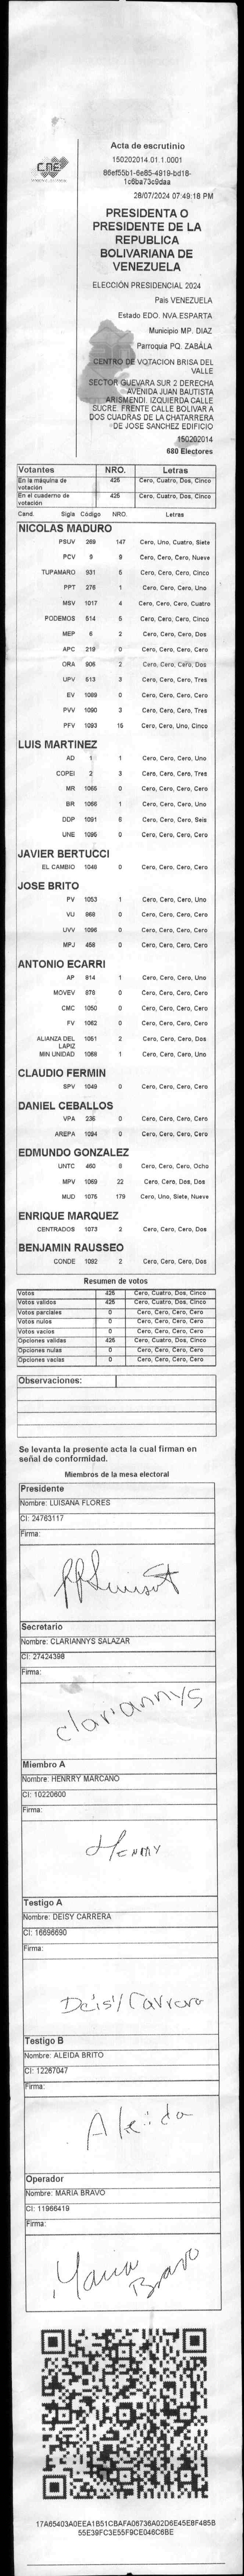 CNE
Acta de escrutinio
150202014.01.1.0001
86ef55b1-6e85-4919-bd18-
1c6ba73c9daa
28/07/2024 07:49:18 PM
PRESIDENTA O
PRESIDENTE DE LA
REPUBLICA
BOLIVARIANA DE
VENEZUELA
ELECCIÓN PRESIDENCIAL 2024
País VENEZUELA
Estado EDO. NVA.ESPARTA
Municipio MP. DIAZ
Parroquia PQ. ZABALA
CENTRO DE VOTACION BRISA DEL
VALLE
SECTOR GUEVARA SUR 2 DERECHA
AVENIDA JUAN BAUTISTA
ARISMENDI. IZQUIERDA CALLE
SUCRE. FRENTE CALLE BOLIVAR A
DOS CUADRAS DE LA CHATARRERA
DE JOSE SANCHEZ EDIFICIO
150202014
680 Electores
Votantes NRO. Letras
En la máquina de votación 425 Cero, Cuatro, Dos, Cinco
En el cuaderno de votación 425 Cero, Cuatro, Dos, Cinco
Cand. Sigla Código NRO. Letras
NICOLAS MADURO
PSUV 269 147 Cero, Uno, Cuatro, Siete
PCV 9 9 Cero, Cero, Cero, Nueve
TUPAMARO 931 5 Cero, Cero, Cero, Cinco
PPT 276 1 Cero, Cero, Cero, Uno
MSV 1017 4 Cero, Cero, Cero, Cuatro
PODEMOS 514 5 Cero, Cero, Cero, Cinco
MEP 6 2 Cero, Cero, Cero, Dos
APC 219 0 Cero, Cero, Cero, Cero
ORA 906 2 Cero, Cero, Cero, Dos
UPV 513 3 Cero, Cero, Cero, Tres
EV 1089 0 Cero, Cero, Cero, Cero
PVV 1090 3 Cero, Cero, Cero, Tres
PFV 1093 15 Cero, Cero, Uno, Cinco
LUIS MARTINEZ
AD 1 1 Cero, Cero, Cero, Uno
COPEI 2 3 Cero, Cero, Cero, Tres
MR 1065 0 Cero, Cero, Cero, Cero
BR 1066 1 Cero, Cero, Cero, Uno
DDP 1091 6 Cero, Cero, Cero, Seis
UNE 1095 0 Cero, Cero, Cero, Cero
JAVIER BERTUCCI
EL CAMBIO 1046 0 Cero, Cero, Cero, Cero
JOSE BRITO
PV 1053 1 Cero, Cero, Cero, Uno
VU 968 0 Cero, Cero, Cero, Cero
UVV 1096 0 Cero, Cero, Cero, Cero
MPJ 458 0 Cero, Cero, Cero, Cero
ANTONIO ECARRI
AP 914 1 Cero, Cero, Cero, Uno
MOVEV 878 0 Cero, Cero, Cero, Cero
CMC 1050 0 Cero, Cero, Cero, Cero
FV 1062 0 Cero, Cero, Cero, Cero
ALIANZA DEL LAPIZ 1061 2 Cero, Cero, Cero, Dos
MIN UNIDAD 1068 1 Cero, Cero, Cero, Uno
CLAUDIO FERMIN
SPV 1049 0 Cero, Cero, Cero, Cero
DANIEL CEBALLOS
VPA 236 0 Cero, Cero, Cero, Cero
AREPA 1094 0 Cero, Cero, Cero, Cero
EDMUNDO GONZALEZ
UNTC 460 8 Cero, Cero, Cero, Ocho
MPV 1069 22 Cero, Cero, Dos, Dos
MUD 1075 179 Cero, Uno, Siete, Nueve
ENRIQUE MARQUEZ
CENTRADOS 1073 2 Cero, Cero, Cero, Dos
BENJAMIN RAUSSEO
CONDE 1092 2 Cero, Cero, Cero, Dos
Resumen de votos
Votos 425 Cero, Cuatro, Dos, Cinco
Votos validos 425 Cero, Cuatro, Dos, Cinco
Votos parciales 0 Cero, Cero, Cero, Cero
Votos nulos 0 Cero, Cero, Cero, Cero
Votos vacios 0 Cero, Cero, Cero, Cero
Opciones validas 425 Cero, Cuatro, Dos, Cinco
Opciones nulas 0 Cero, Cero, Cero, Cero
Opciones vacias 0 Cero, Cero, Cero, Cero
Observaciones:
Se levanta la presente acta la cual firman en
señal de conformidad.
Miembros de la mesa electoral
Presidente
Nombre: LUISANA FLORES
CI: 24763117
Firma:
Secretario
Nombre: CLARIANNYS SALAZAR
CI: 27424398
Firma:
clariannys
Miembro A
Nombre: HENRRY MARCANO
CI: 10220600
Firma:
Henrry
Testigo A
Nombre: DEISY CARRERA
CI: 16696690
Firma:
Deisy Carrera
Testigo B
Nombre: ALEIDA BRITO
CI: 12267047
Firma:
Aleida
Operador
Nombre: MARIA BRAVO
CI: 11966419
Firma:
Maria Bravo
17A65403A0EEA1B51CBAFA06736A02D6E45E8F485B
55E39FC3E55F9CE046C6BE